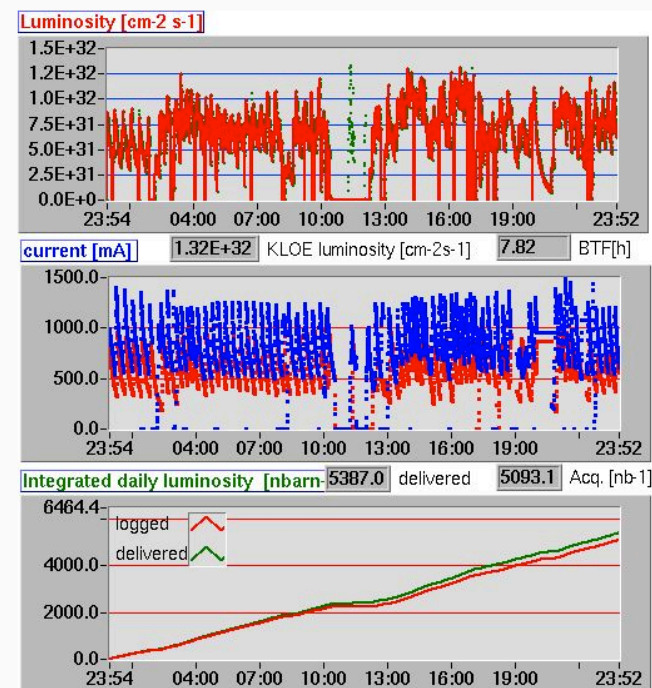 Luminosity [cm-2 s-1]
1.5E+32-
1.2E+32-
1.0E+32-
7.5E+31-
5.0E+31-
2.5E+31-
0.0E+0-
23:54 04:00 07:00 10:00 13:00 16:00 19:00 23:52
current [mA] 1.32E+32 KLOE luminosity [cm-2s-1] 7.82 BTF[h]
1500.0-
1000.0-
500.0-
0.0-
23:54 04:00 07:00 10:00 13:00 16:00 19:00 23:52
Integrated daily luminosity [nbarn- 5387.0 delivered 5093.1 Acq. [nb-1]
6464.4-
logged
delivered
4000.0-
2000.0-
0.0-
23:54 04:00 07:00 10:00 13:00 16:00 19:00 23:52